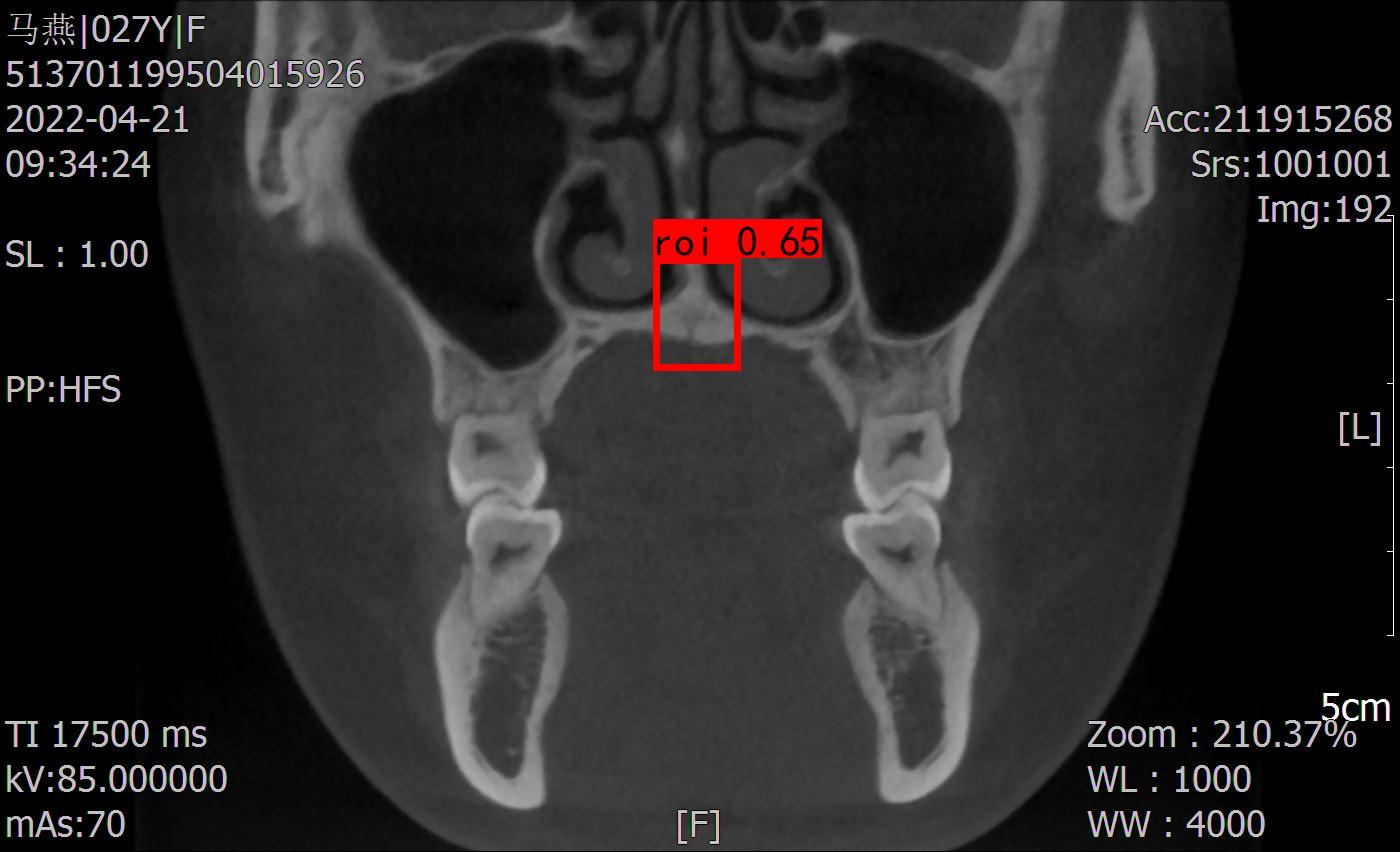 马燕|027Y|F
513701199504015926
2022-04-21
09:34:24
SL : 1.00
PP:HFS
Acc:211915268
Srs:1001001
Img:192
roi 0.65
[L]
5cm
TI 17500 ms
kV:85.000000
mAs:70
[F]
Zoom : 210.37%
WL : 1000
WW : 4000